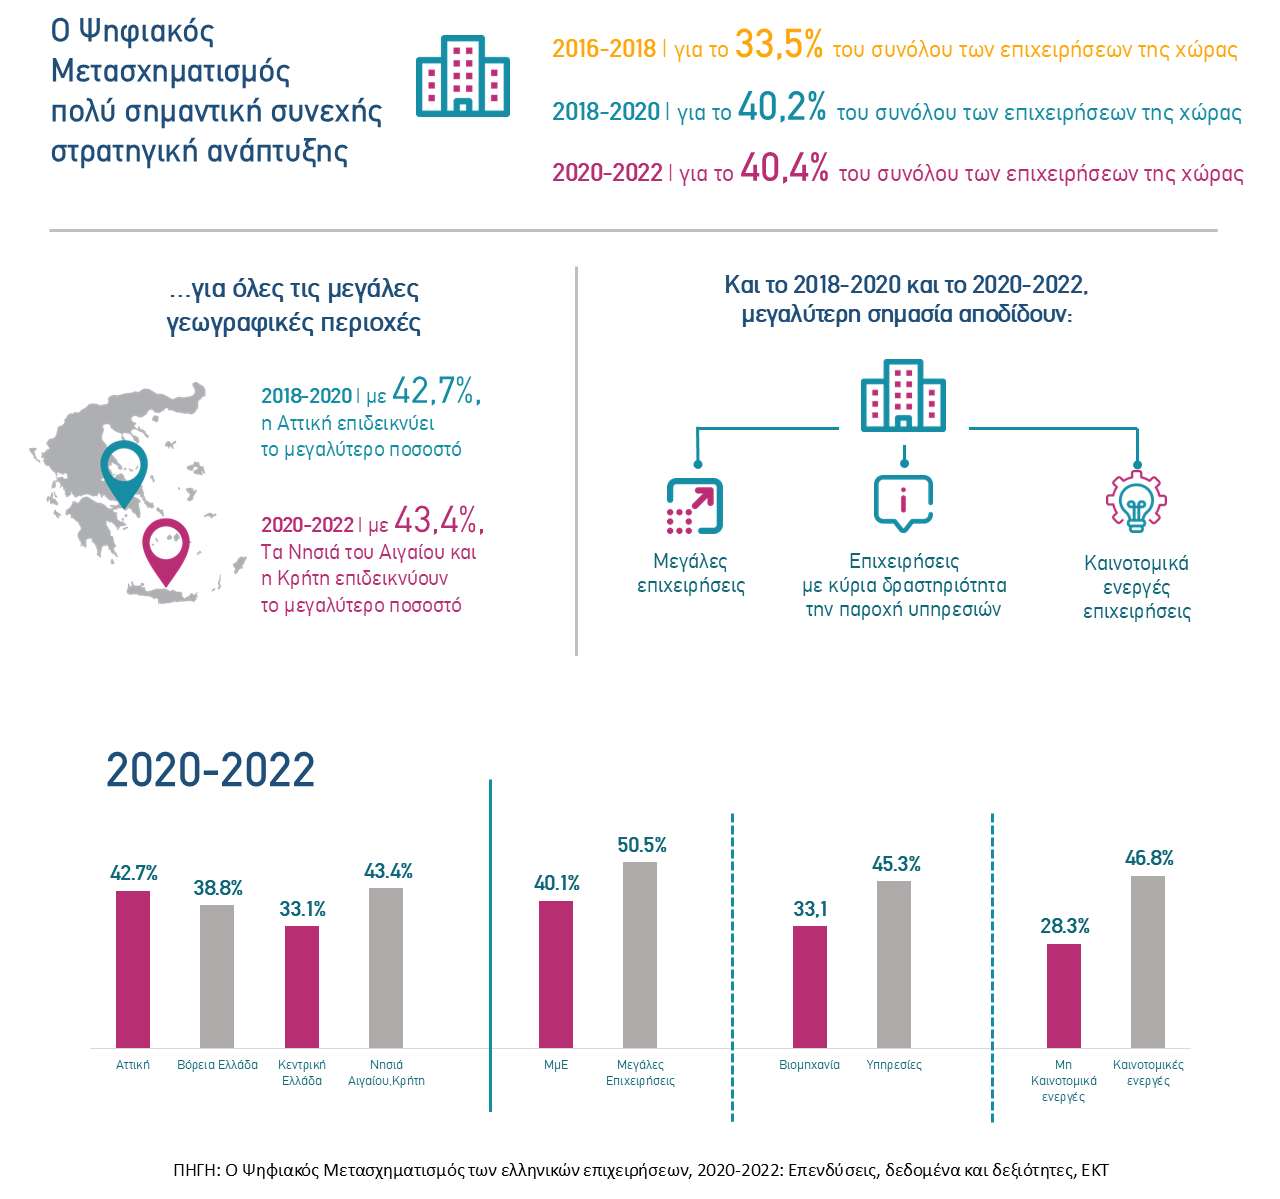 Ο Ψηφιακός
Μετασχηματισμός
πολύ σημαντική συνεχής
στρατηγική ανάπτυξης
2016-2018 | για το 33,5% του συνόλου των επιχειρήσεων της χώρας
2018-2020 | για το 40,2% του συνόλου των επιχειρήσεων της χώρας
2020-2022 | για το 40,4% του συνόλου των επιχειρήσεων της χώρας
...για όλες τις μεγάλες
γεωγραφικές περιοχές
2018-2020 | με 42,7%,
η Αττική επιδεικνύει
το μεγαλύτερο ποσοστό
2020-2022 | με 43,4%,
Τα Νησιά του Αιγαίου και
η Κρήτη επιδεικνύουν
το μεγαλύτερο ποσοστό
Και το 2018-2020 και το 2020-2022,
μεγαλύτερη σημασία αποδίδουν:
Μεγάλες
επιχειρήσεις
Επιχειρήσεις
με κύρια δραστηριότητα
την παροχή υπηρεσιών
Καινοτομικά
ενεργές
επιχειρήσεις
2020-2022
42.7%
38.8%
33.1%
43.4%
40.1%
50.5%
33,1
45.3%
28.3%
46.8%
Αττική
Βόρεια Ελλάδα
Κεντρική
Ελλάδα
Νησιά
Αιγαίου,Κρήτη
ΜμΕ
Μεγάλες
Επιχειρήσεις
Βιομηχανία
Υπηρεσίες
Μη
Καινοτομικά
ενεργές
Καινοτομικές
ενεργές
ΠΗΓΗ: Ο Ψηφιακός Μετασχηματισμός των ελληνικών επιχειρήσεων, 2020-2022: Επενδύσεις, δεδομένα και δεξιότητες, ΕΚΤ